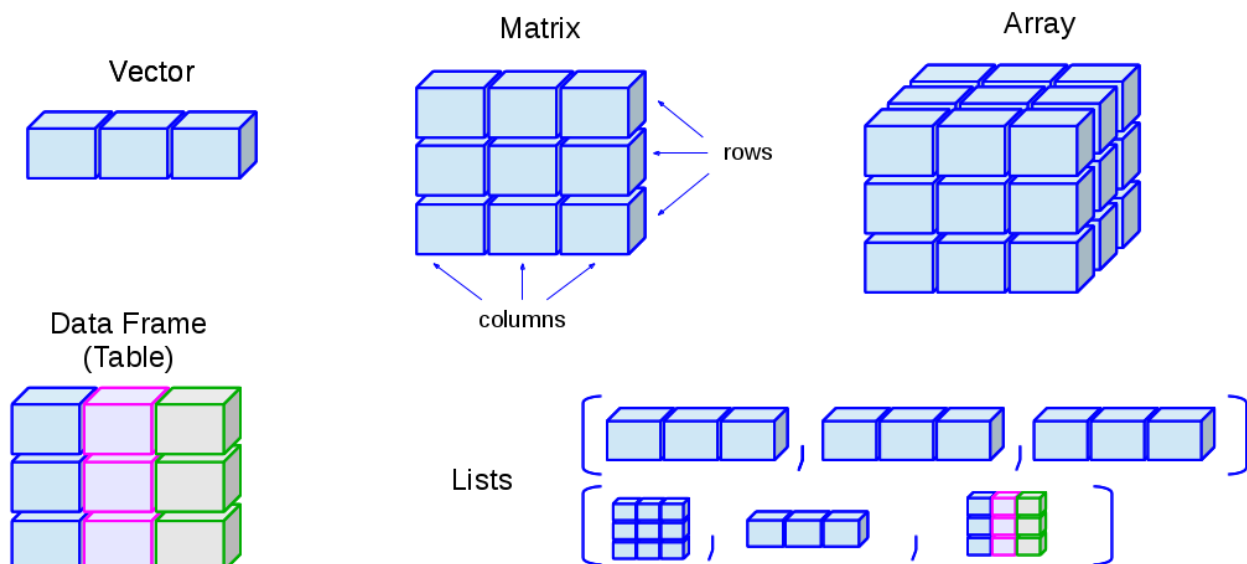 Vector
Matrix
Array
rows
columns
Data Frame
(Table)
Lists